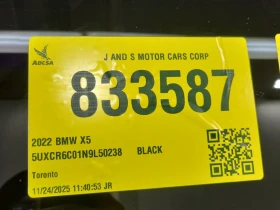 ADESA
J AND S MOTOR CARS CORP
833587
2022 BMW X5
5UXCR6C01N9L50238 BLACK
Toronto
11/24/2025 11:40:53 JR